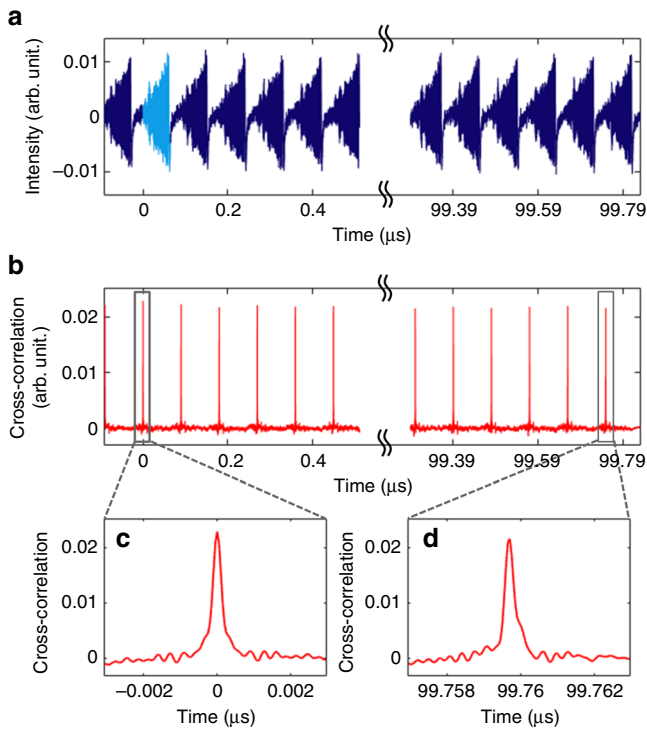 a
Intensity (arb. unit.)
0.01
0
−0.01
0 0.2 0.4 99.39 99.59 99.79
Time (μs)
b
Cross-correlation
(arb. unit.)
0.02
0.01
0
0 0.2 0.4 99.39 99.59 99.79
Time (μs)
c
Cross-correlation
0.02
0.01
0
−0.002 0 0.002
Time (μs)
d
Cross-correlation
0.02
0.01
0
99.758 99.76 99.762
Time (μs)